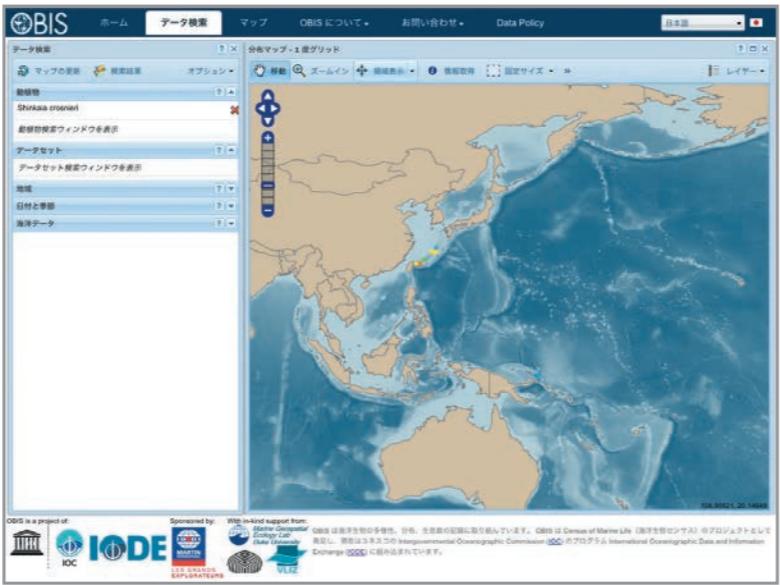 OBIS
ホーム
データ検索
マップ
OBIS について
お問い合わせ
Data Policy
日本語
データ検索
マップの更新
検索結果
オプション
動植物
Shinkaia crosnieri
動植物検索ウィンドウを表示
データセット
データセット検索ウィンドウを表示
地域
日付と季節
海洋データ
分布マップ - 1 度グリッド
移動
ズームイン
情報取得
固定サイズ
レイヤー
OBIS is a project of:
IOC
IODE
Sponsored by:
MARTIN
LES GRANDS
EXPLORATEURS
With in-kind support from:
Marine Geospatial
Ecology Lab
Duke University
VLIZ
OBIS は海洋生物の多様性、分布、生息数の記録に取り組んでいます。 OBIS は Census of Marine Life (海洋生物センサス) のプロジェクトとして
発足し、現在はユネスコの Intergovernmental Oceanographic Commission (IOC) のプログラム International Oceanographic Data and Information
Exchange (IODE) に組み込まれています。